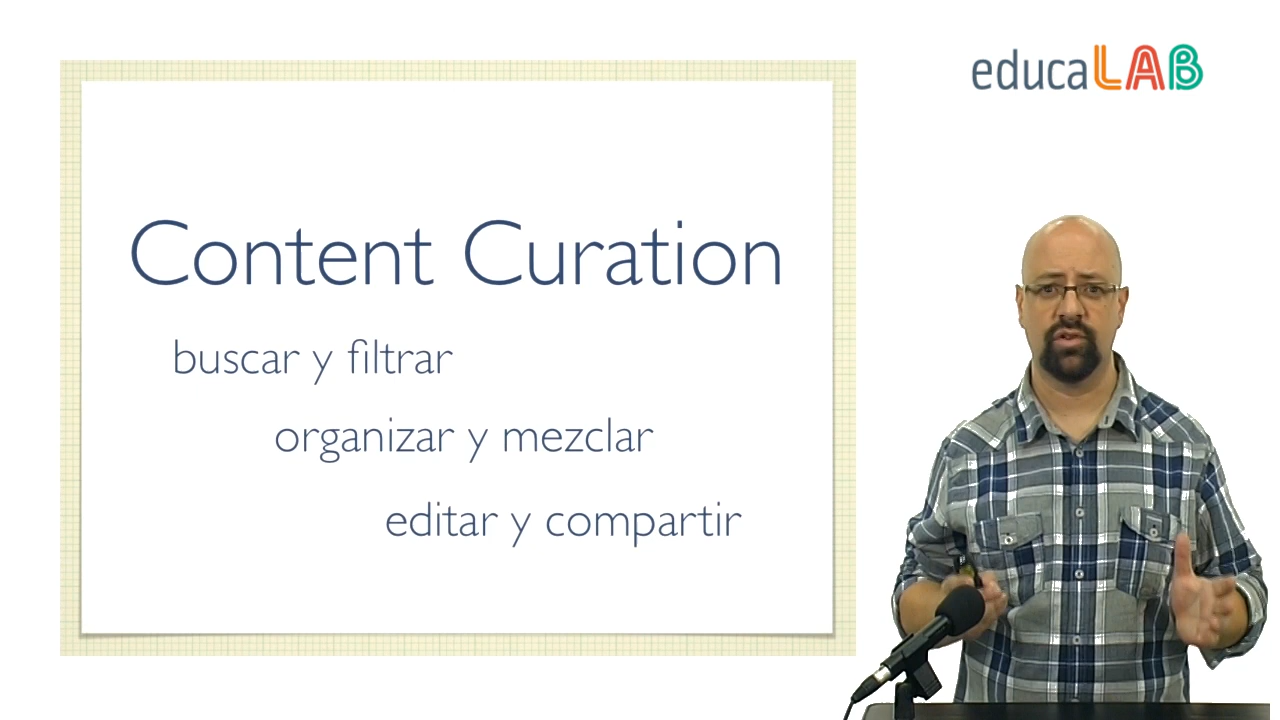 educaLAB
Content Curation
buscar y filtrar
organizar y mezclar
editar y compartir